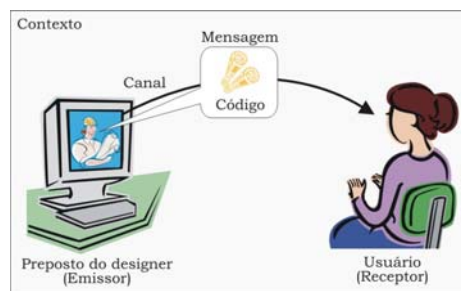 Contexto
Mensagem
Canal
Código
Preposto do designer
(Emissor)
Usuário
(Receptor)